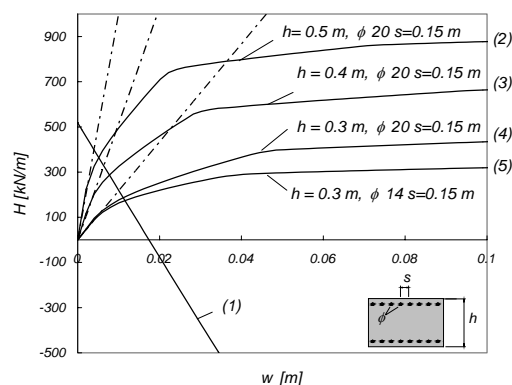 900
700
500
300
100
-100
-300
-500
H [kN/m]
h= 0.5 m, ϕ 20 s=0.15 m
(2)
h = 0.4 m, ϕ 20 s=0.15 m
(3)
h = 0.3 m, ϕ 20 s=0.15 m
(4)
(5)
h = 0.3 m, ϕ 14 s=0.15 m
0
0.02
0.04
0.06
0.08
0.1
(1)
s
ϕ
h
w [m]